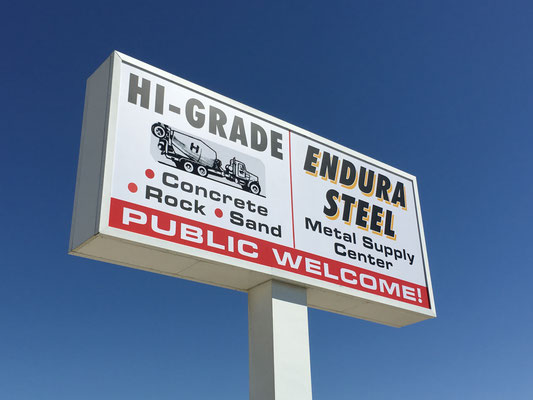 HI-GRADE
H
• Concrete
• Rock • Sand
ENDURA
STEEL
Metal Supply
Center
PUBLIC WELCOME!